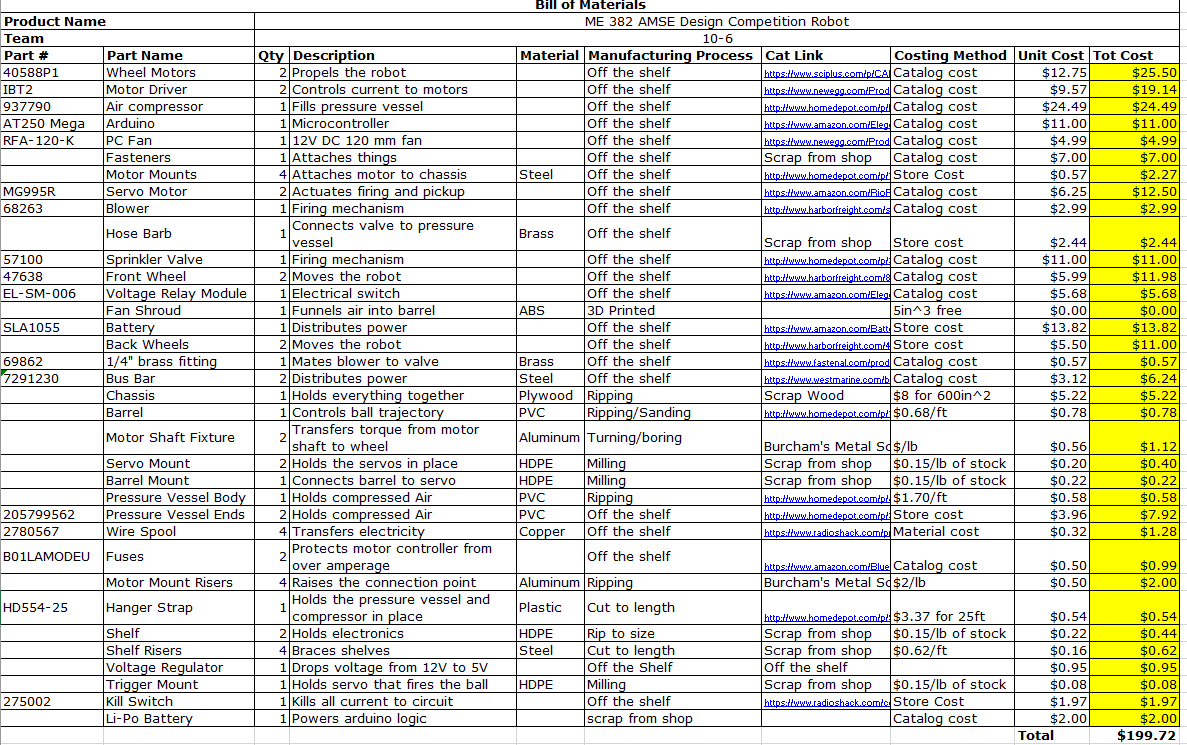 Bill of Materials
Product Name ME 382 AMSE Design Competition Robot
Team 10-6
Part # Part Name Qty Description Material Manufacturing Process Cat Link Costing Method Unit Cost Tot Cost
40588P1 Wheel Motors 2 Propels the robot Off the shelf https://www.sciplus.com/p/CA Catalog cost $12.75 $25.50
IBT2 Motor Driver 2 Controls current to motors Off the shelf https://www.newegg.com/Prod Catalog cost $9.57 $19.14
937790 Air compressor 1 Fills pressure vessel Off the shelf http://www.homedepot.com/p/ Catalog cost $24.49 $24.49
AT250 Mega Arduino 1 Microcontroller Off the shelf https://www.amazon.com/Eleg Catalog cost $11.00 $11.00
RFA-120-K PC Fan 1 12V DC 120 mm fan Off the shelf https://www.newegg.com/Prod Catalog cost $4.99 $4.99
Fasteners 1 Attaches things Off the shelf Scrap from shop Catalog cost $7.00 $7.00
Motor Mounts 4 Attaches motor to chassis Steel Off the shelf http://www.homedepot.com/p/ Store Cost $0.57 $2.27
MG995R Servo Motor 2 Actuates firing and pickup Off the shelf https://www.amazon.com/RioR Catalog cost $6.25 $12.50
68263 Blower 1 Firing mechanism Off the shelf http://www.harborfreight.com/s Catalog cost $2.99 $2.99
Hose Barb 1 Connects valve to pressure vessel Brass Off the shelf Scrap from shop Store cost $2.44 $2.44
57100 Sprinkler Valve 1 Firing mechanism Off the shelf http://www.homedepot.com/p/ Catalog cost $11.00 $11.00
47638 Front Wheel 2 Moves the robot Off the shelf http://www.harborfreight.com/8 Catalog cost $5.99 $11.98
EL-SM-006 Voltage Relay Module 1 Electrical switch Off the shelf https://www.amazon.com/Eleg Catalog cost $5.68 $5.68
Fan Shroud 1 Funnels air into barrel ABS 3D Printed 5in^3 free $0.00 $0.00
SLA1055 Battery 1 Distributes power Off the shelf https://www.amazon.com/Batt Store cost $13.82 $13.82
Back Wheels 2 Moves the robot Off the shelf http://www.harborfreight.com/4 Store cost $5.50 $11.00
69862 1/4" brass fitting 1 Mates blower to valve Brass Off the shelf https://www.fastenal.com/prod Catalog cost $0.57 $0.57
7291230 Bus Bar 2 Distributes power Steel Off the shelf https://www.westmarine.com/b Catalog cost $3.12 $6.24
Chassis 1 Holds everything together Plywood Ripping Scrap Wood $8 for 600in^2 $5.22 $5.22
Barrel 1 Controls ball trajectory PVC Ripping/Sanding http://www.homedepot.com/p/ $0.68/ft $0.78 $0.78
Motor Shaft Fixture 2 Transfers torque from motor shaft to wheel Aluminum Turning/boring Burcham's Metal Sc $/lb $0.56 $1.12
Servo Mount 2 Holds the servos in place HDPE Milling Scrap from shop $0.15/lb of stock $0.20 $0.40
Barrel Mount 1 Connects barrel to servo HDPE Milling Scrap from shop $0.15/lb of stock $0.22 $0.22
Pressure Vessel Body 1 Holds compressed Air PVC Ripping http://www.homedepot.com/p/ $1.70/ft $0.58 $0.58
205799562 Pressure Vessel Ends 2 Holds compressed Air PVC Off the shelf http://www.homedepot.com/p/ Store cost $3.96 $7.92
2780567 Wire Spool 4 Transfers electricity Copper Off the shelf https://www.radioshack.com/p Material cost $0.32 $1.28
B01LAMODEU Fuses 2 Protects motor controller from over amperage Off the shelf https://www.amazon.com/Blue Catalog cost $0.50 $0.99
Motor Mount Risers 4 Raises the connection point Aluminum Ripping Burcham's Metal Sc $2/lb $0.50 $2.00
HD554-25 Hanger Strap 1 Holds the pressure vessel and compressor in place Plastic Cut to length http://www.homedepot.com/p/ $3.37 for 25ft $0.54 $0.54
Shelf 2 Holds electronics HDPE Rip to size Scrap from shop $0.15/lb of stock $0.22 $0.44
Shelf Risers 4 Braces shelves Steel Cut to length Scrap from shop $0.62/ft $0.16 $0.62
Voltage Regulator 1 Drops voltage from 12V to 5V Off the Shelf Off the shelf $0.95 $0.95
Trigger Mount 1 Holds servo that fires the ball HDPE Milling Scrap from shop $0.15/lb of stock $0.08 $0.08
275002 Kill Switch 1 Kills all current to circuit Off the shelf https://www.radioshack.com/c Store Cost $1.97 $1.97
Li-Po Battery 1 Powers arduino logic scrap from shop Catalog cost $2.00 $2.00
Total $199.72